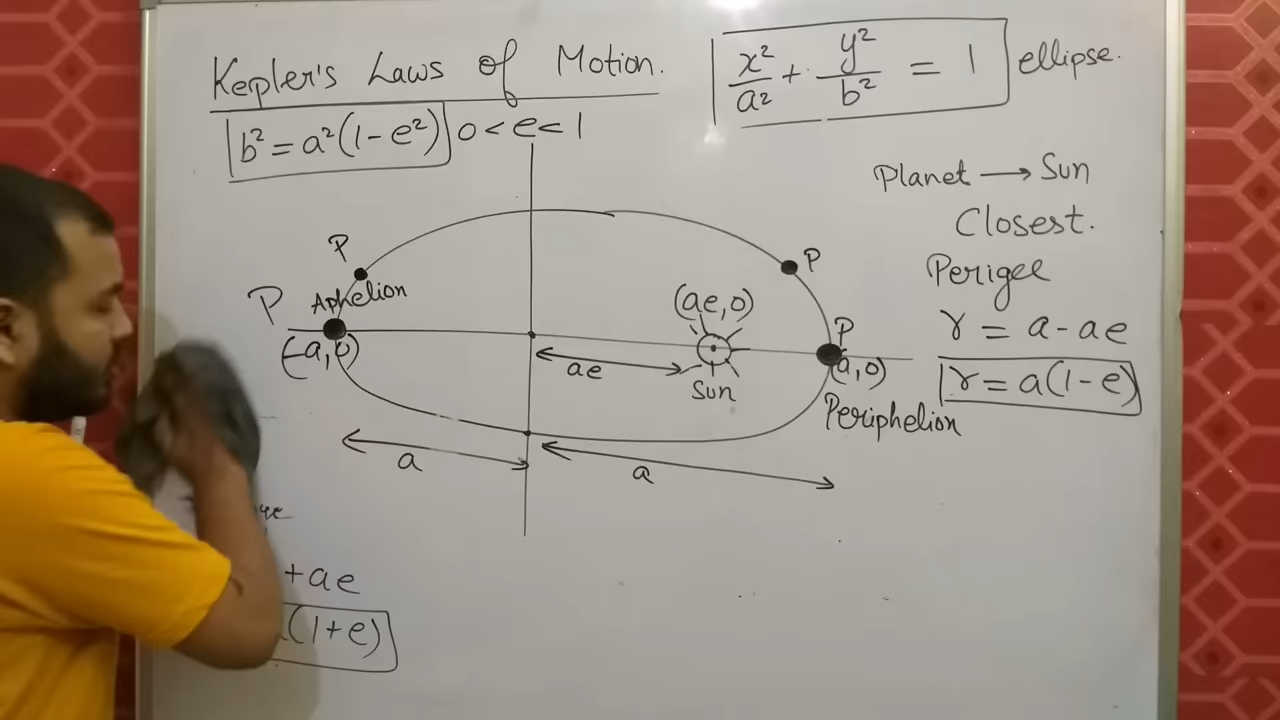 Kepler's Laws of Motion.
x²/a² + y²/b² = 1 ellipse.
b² = a²(1-e²) 0 < e < 1
Planet → Sun
Closest.
Perigee
r = a - ae
r = a(1-e)
P
P
P Aphelion
(-a, 0)
(ae, 0)
ae
Sun
P
(a, 0)
Periphelion
a
a
+ae
(1+e)